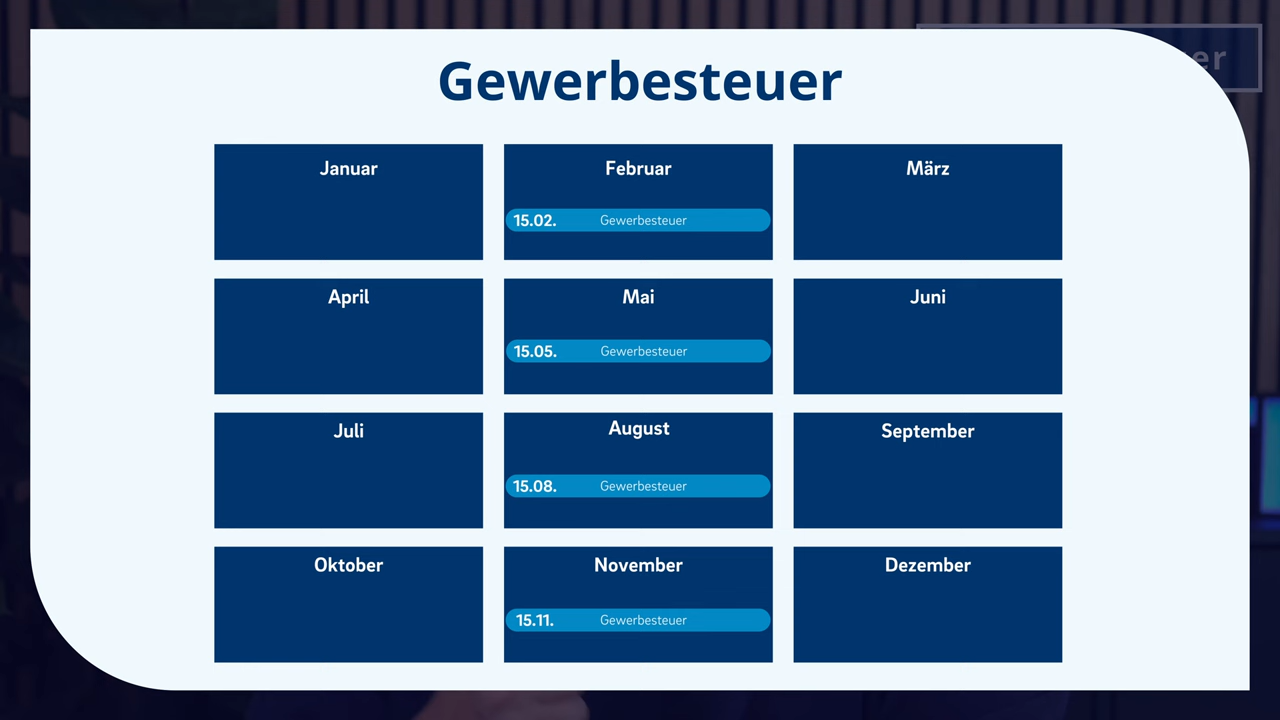 Gewerbesteuer
Januar
Februar
März
15.02. Gewerbesteuer
April
Mai
Juni
15.05. Gewerbesteuer
Juli
August
September
15.08. Gewerbesteuer
Oktober
November
Dezember
15.11. Gewerbesteuer